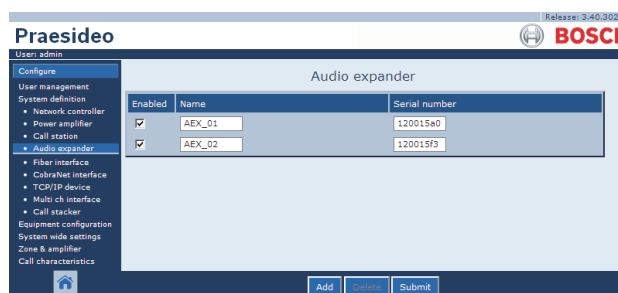 Release: 3.40.302
Praesideo
BOSCH
User: admin
Configure
User management
System definition
• Network controller
• Power amplifier
• Call station
• Audio expander
• Fiber interface
• CobraNet interface
• TCP/IP device
• Multi ch interface
• Call stacker
Equipment configuration
System wide settings
Zone & amplifier
Call characteristics
Audio expander
Enabled Name Serial number
AEX_01 120015a0
AEX_02 120015f3
Add Delete Submit